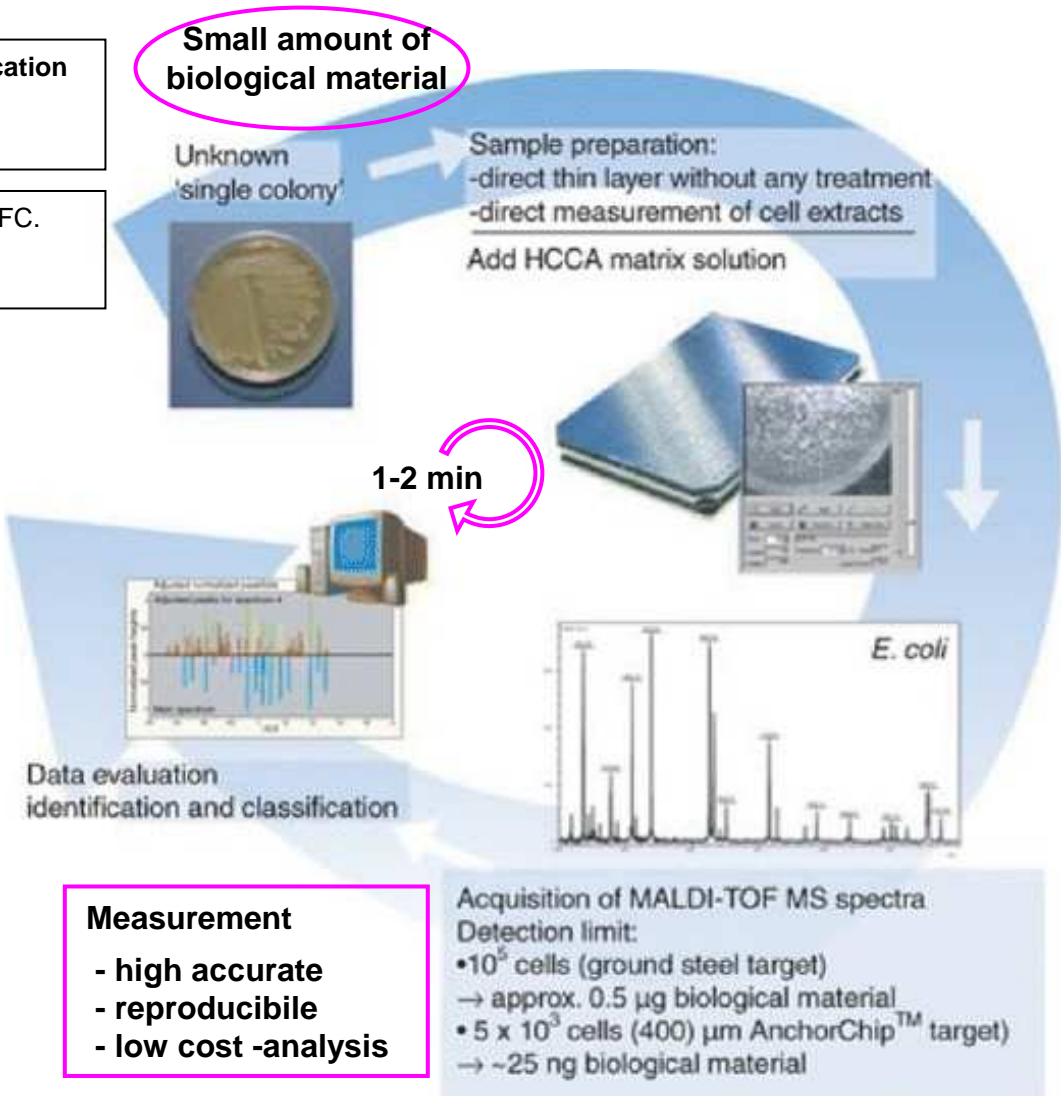 Small amount of
biological material
cation
FC.
Unknown
'single colony'
Sample preparation:
-direct thin layer without any treatment
-direct measurement of cell extracts
Add HCCA matrix solution
1-2 min
E. coli
Data evaluation
identification and classification
Measurement
- high accurate
- reproducibile
- low cost -analysis
Acquisition of MALDI-TOF MS spectra
Detection limit:
•10⁵ cells (ground steel target)
→ approx. 0.5 µg biological material
• 5 x 10³ cells (400) µm AnchorChip™ target)
→ ~25 ng biological material